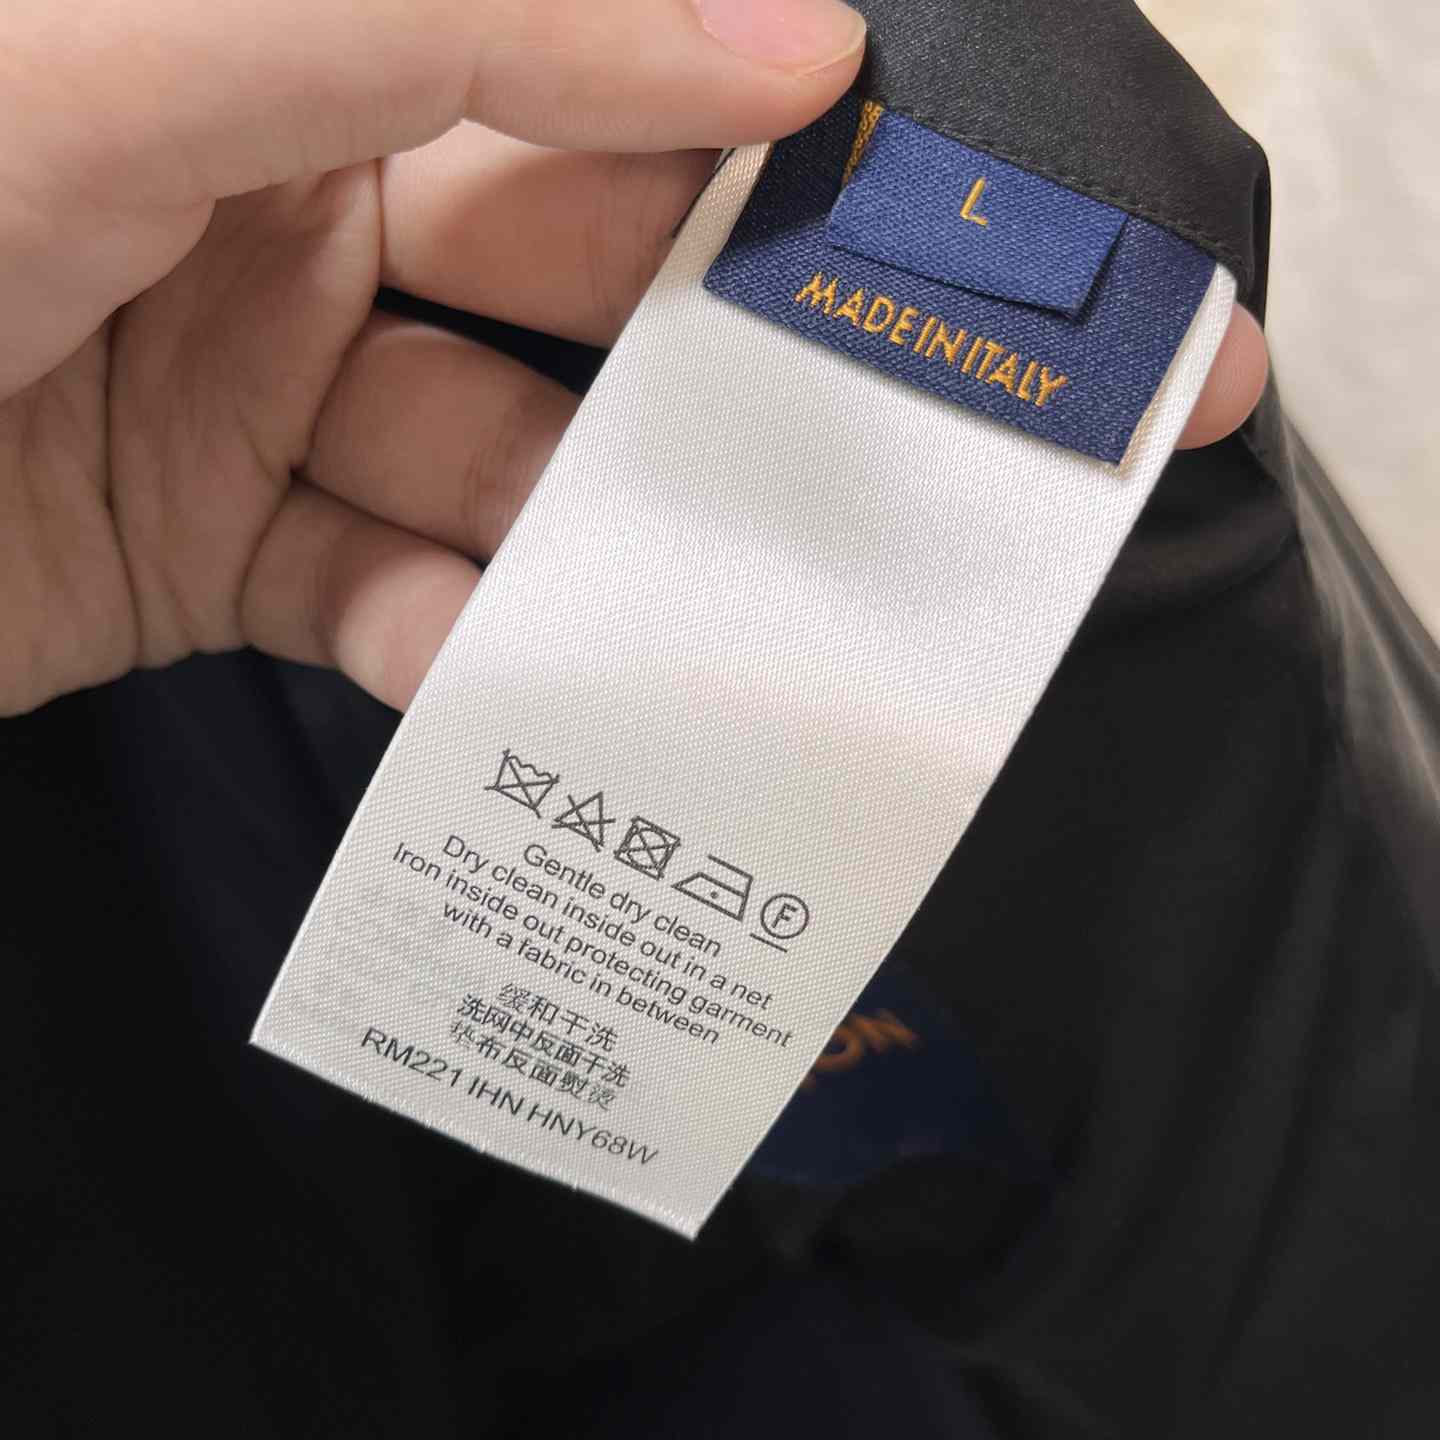 L
MADE IN ITALY
F
Gentle dry clean
Dry clean inside out in a net
Iron inside out protecting garment
with a fabric in between
缓和干洗
洗网中反面干洗
垫布反面熨烫
RM221 IHN HNY68W